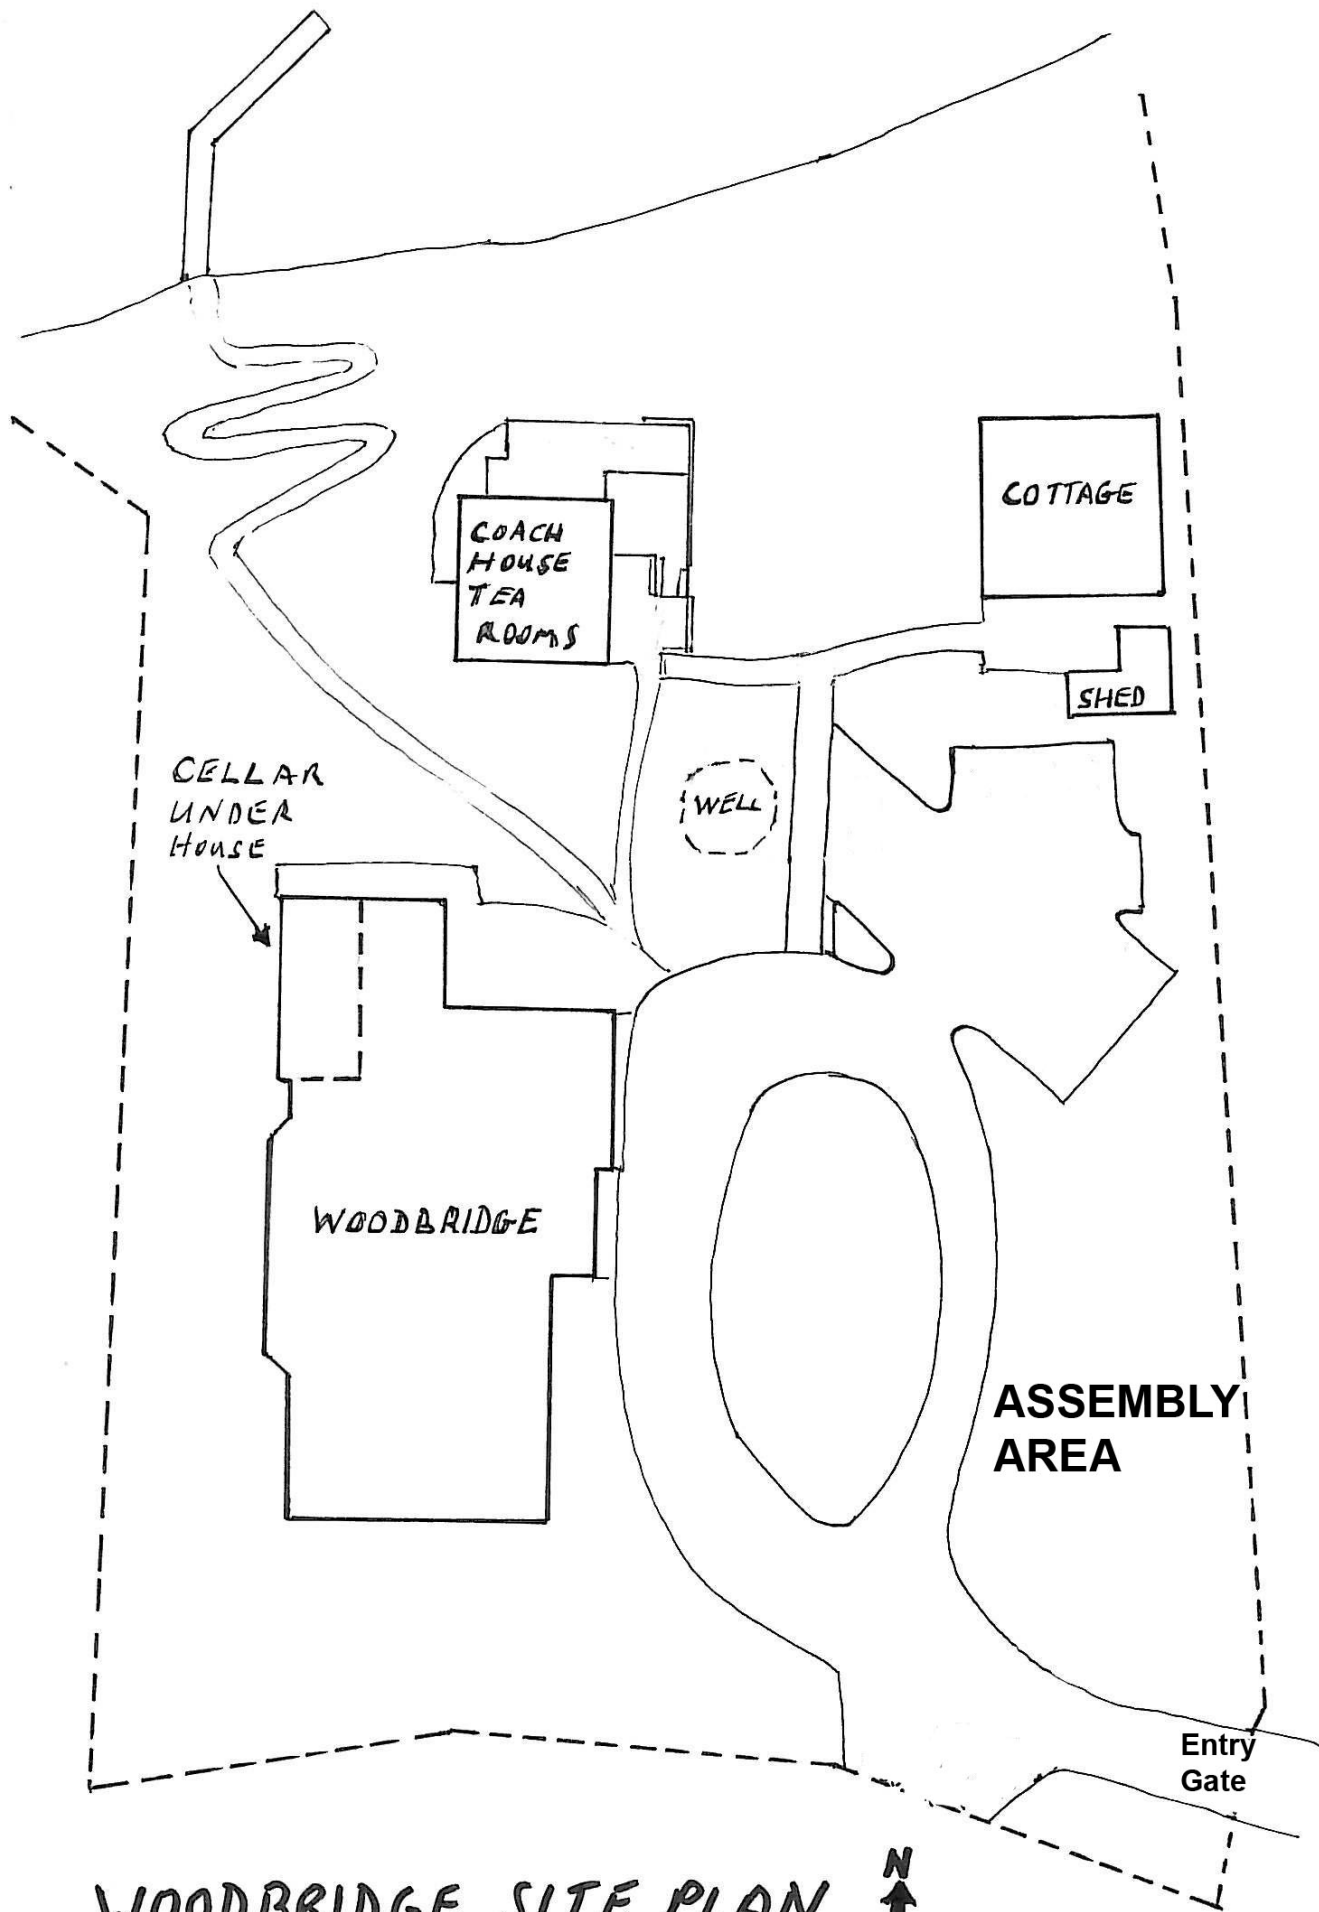 COTTAGE
COACH
HOUSE
TEA
ROOMS
SHED
CELLAR
UNDER
HOUSE
WELL
WOODBRIDGE
ASSEMBLY
AREA
Entry
Gate
N
WOODBRIDGE SITE PLAN